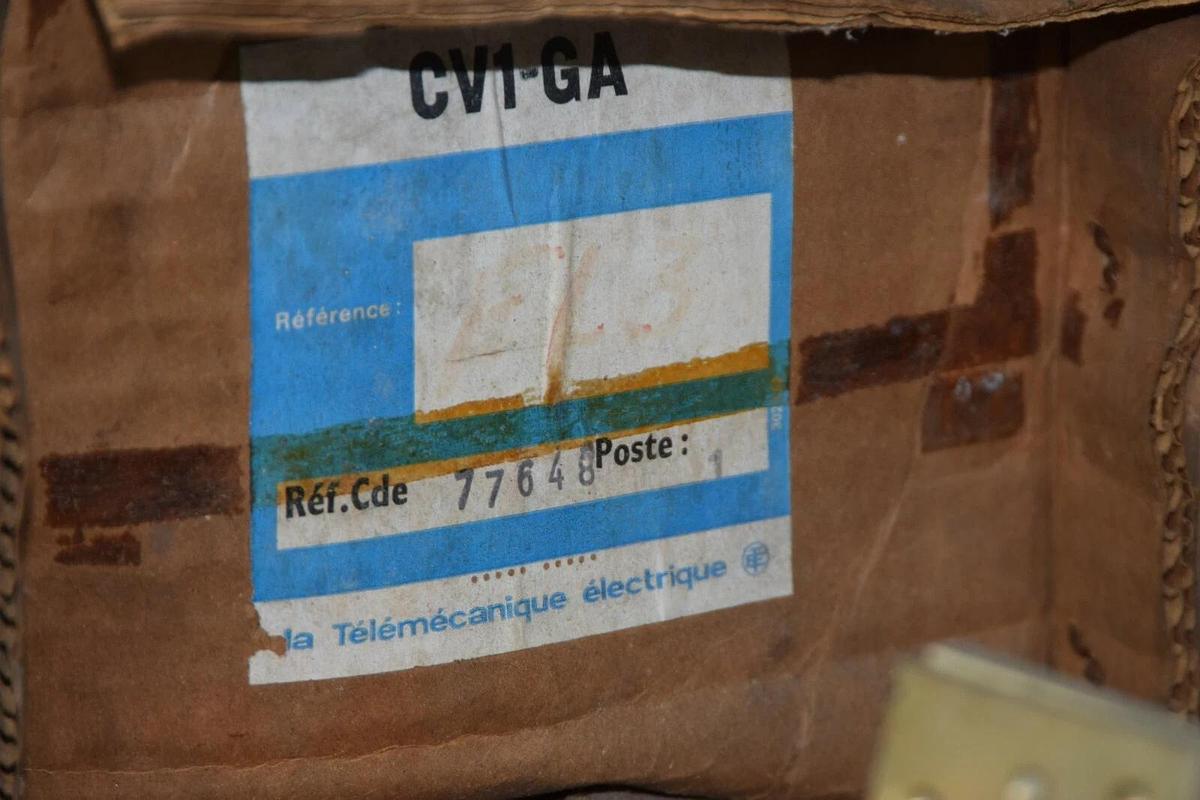 CV1-GA
Référence:
Réf.Cde 77648 Poste: 1
la Télémécanique électrique